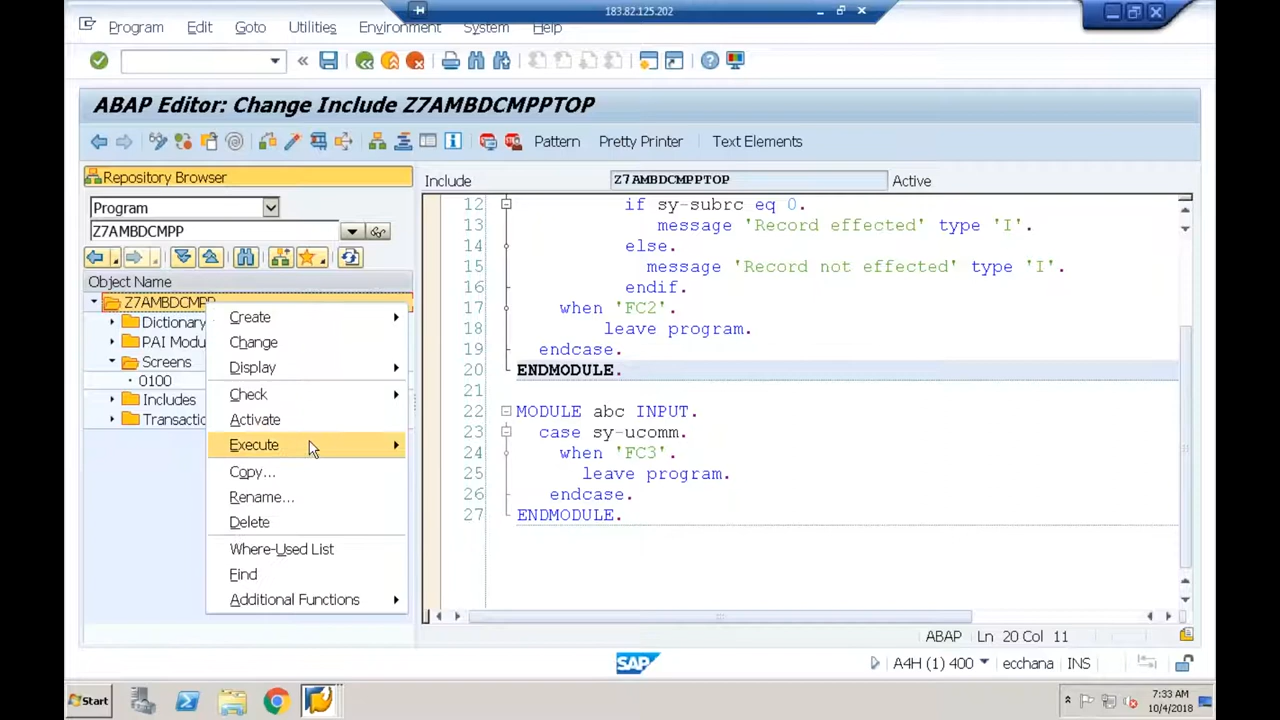 183.82.125.202
Program Edit Goto Utilities Environment System Help
ABAP Editor: Change Include Z7AMBDCMPPTOP
Pattern Pretty Printer Text Elements
Repository Browser
Include Z7AMBDCMPPTOP Active
Program
Z7AMBDCMPP
Object Name
Z7AMBDCMPP
Dictionary
PAI Modu
Screens
0100
Includes
Transactio
Create
Change
Display
Check
Activate
Execute
Copy...
Rename...
Delete
Where-Used List
Find
Additional Functions
12 if sy-subrc eq 0.
13 message 'Record effected' type 'I'.
14 else.
15 message 'Record not effected' type 'I'.
16 endif.
17 when 'FC2'.
18 leave program.
19 endcase.
20 ENDMODULE.
21
22 MODULE abc INPUT.
23 case sy-ucomm.
24 when 'FC3'.
25 leave program.
26 endcase.
27 ENDMODULE.
ABAP Ln 20 Col 11
SAP
A4H (1) 400 ecchana INS
Start
7:33 AM
10/4/2018